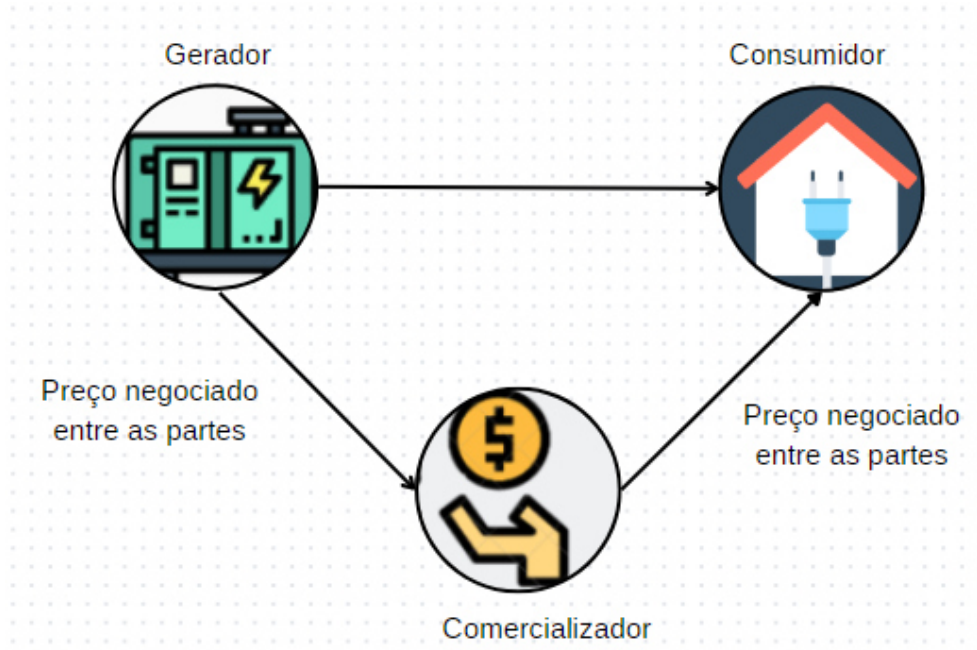 Gerador
Consumidor
Preço negociado
entre as partes
Preço negociado
entre as partes
$
Comercializador